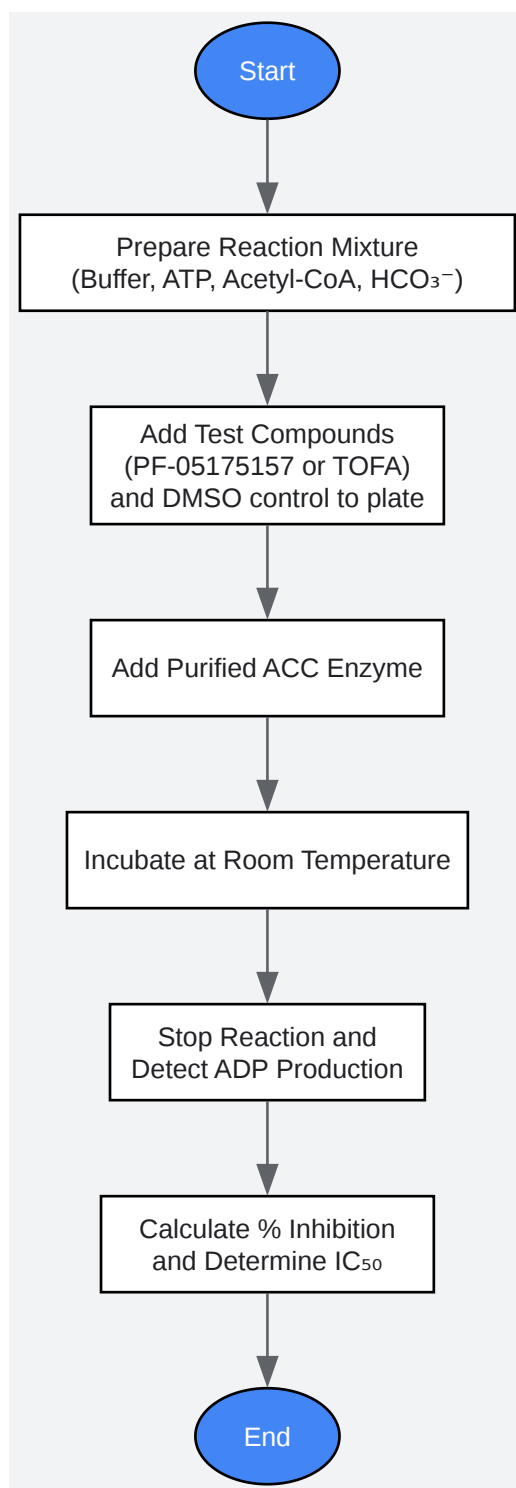 Start
Prepare Reaction Mixture
(Buffer, ATP, Acetyl-CoA, HCO₃⁻)
Add Test Compounds
(PF-05175157 or TOFA)
and DMSO control to plate
Add Purified ACC Enzyme
Incubate at Room Temperature
Stop Reaction and
Detect ADP Production
Calculate % Inhibition
and Determine IC₅₀
End